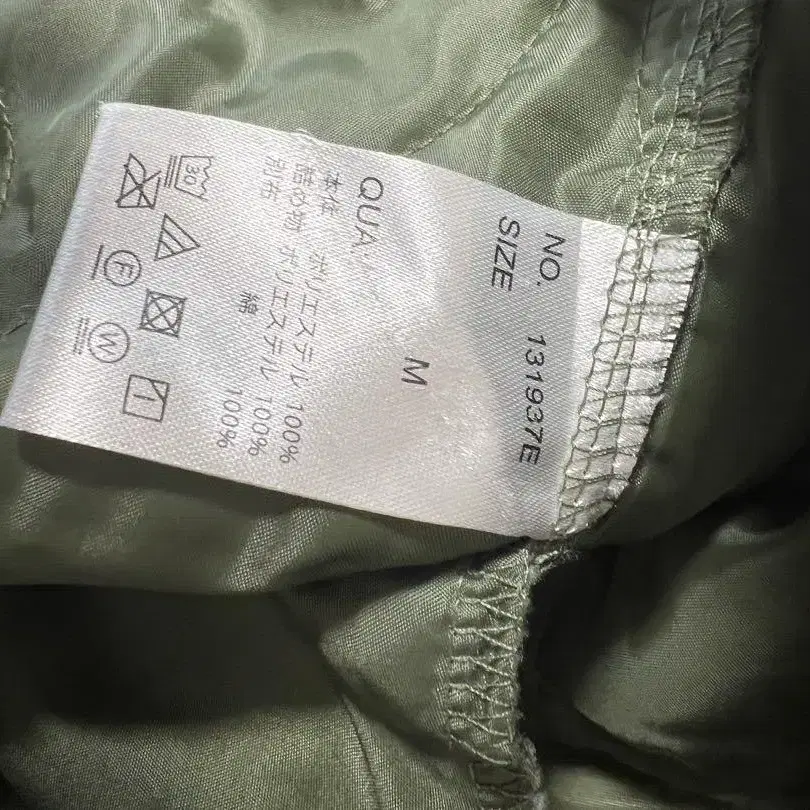 NO. 131937E
SIZE
M
QUA
本体 ポリエステル 100%
詰め物 ポリエステル 100%
別布 綿 100%
30
F
W